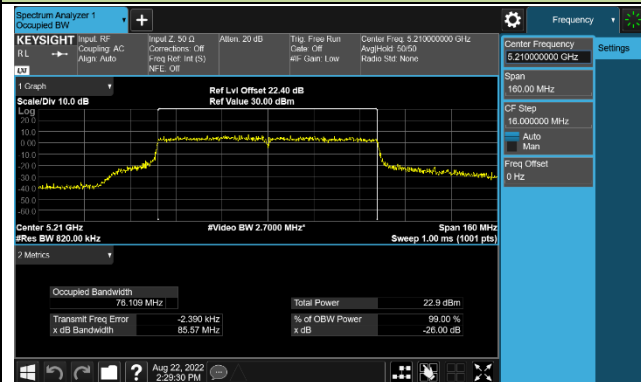 Spectrum Analyzer 1
Occupied BW
+
Frequency
KEYSIGHT
RL
LXI
Input: RF
Coupling: AC
Align: Auto
Input Z: 50 Ω
Corrections: Off
Freq Ref: Int (S)
NFE: Off
Atten: 20 dB
Trig: Free Run
Gate: Off
#IF Gain: Low
Center Freq: 5.210000000 GHz
Avg|Hold: 50/50
Radio Std: None
Center Frequency
5.210000000 GHz
Settings
Span
160.00 MHz
CF Step
16.000000 MHz
Auto
Man
Freq Offset
0 Hz
1 Graph
Scale/Div 10.0 dB
Ref Lvl Offset 22.40 dB
Ref Value 30.00 dBm
Log
20.0
10.0
0.00
-10.0
-20.0
-30.0
-40.0
-50.0
-60.0
Center 5.21 GHz
#Res BW 820.00 kHz
#Video BW 2.7000 MHz*
Span 160 MHz
Sweep 1.00 ms (1001 pts)
2 Metrics
Occupied Bandwidth
76.109 MHz
Total Power 22.9 dBm
Transmit Freq Error -2.390 kHz
% of OBW Power 99.00 %
x dB Bandwidth 85.57 MHz
x dB -26.00 dB
?
Aug 22, 2022
2:29:30 PM